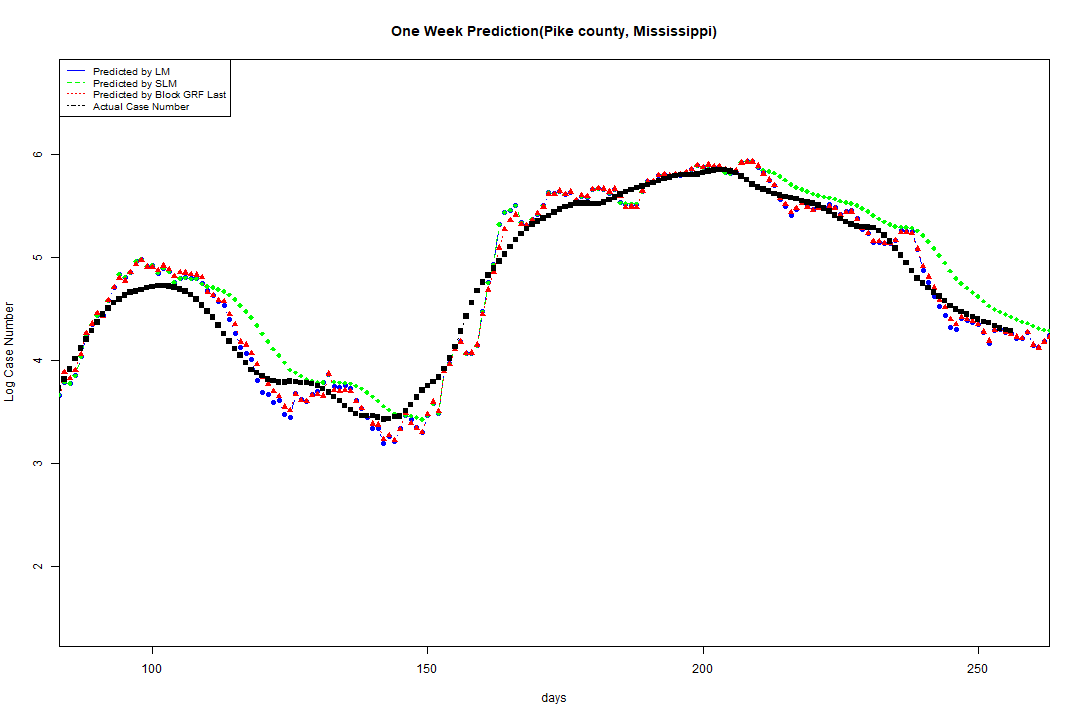 One Week Prediction(Pike county, Mississippi)
Predicted by LM
Predicted by SLM
Predicted by Block GRF Last
Actual Case Number
6
5
4
3
2
Log Case Number
100 150 200 250
days